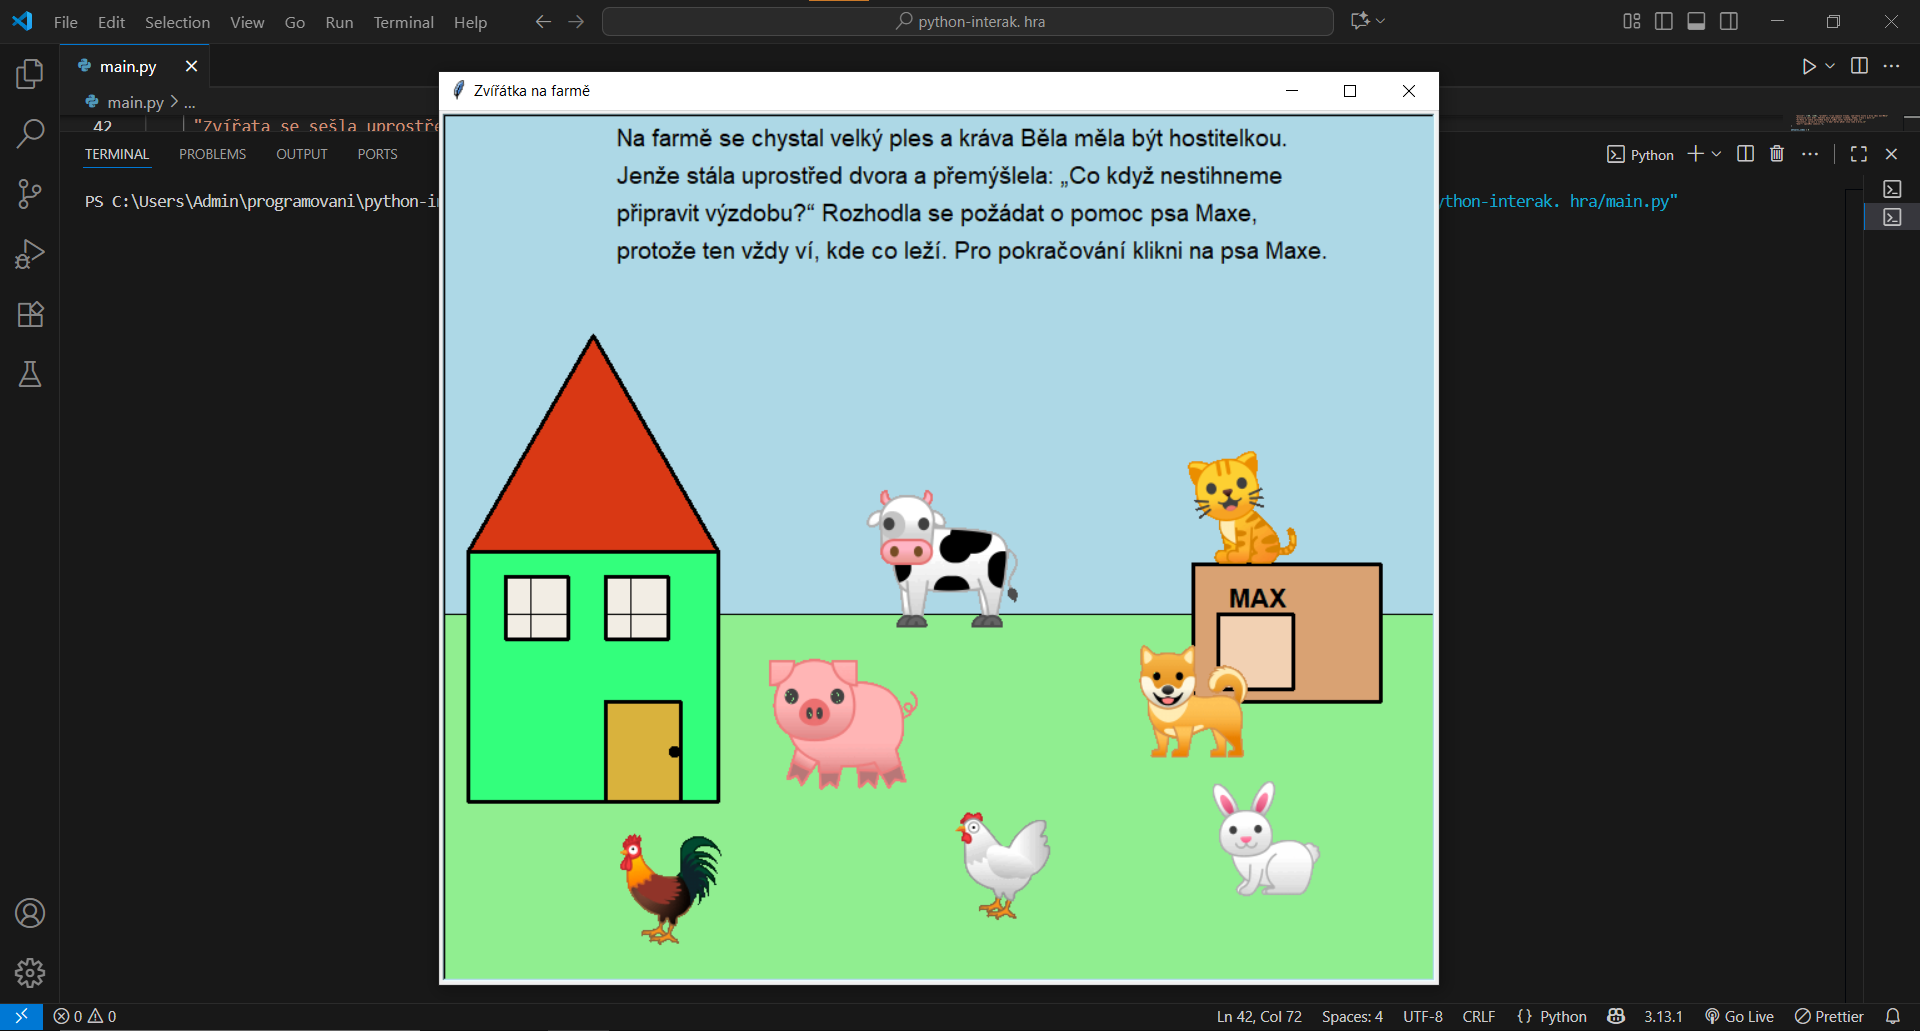 File Edit Selection View Go Run Terminal Help
python-interak. hra
main.py
main.py > ...
42 "Zvířata se sešla uprostře
TERMINAL PROBLEMS OUTPUT PORTS
Python
PS C:\Users\Admin\programovani\python-in
ython-interak. hra/main.py"
Zvířátka na farmě
Na farmě se chystal velký ples a kráva Běla měla být hostitelkou.
Jenže stála uprostřed dvora a přemýšlela: „Co když nestihneme
připravit výzdobu?“ Rozhodla se požádat o pomoc psa Maxe,
protože ten vždy ví, kde co leží. Pro pokračování klikni na psa Maxe.
MAX
0 0
Ln 42, Col 72 Spaces: 4 UTF-8 CRLF {} Python 3.13.1 Go Live Prettier